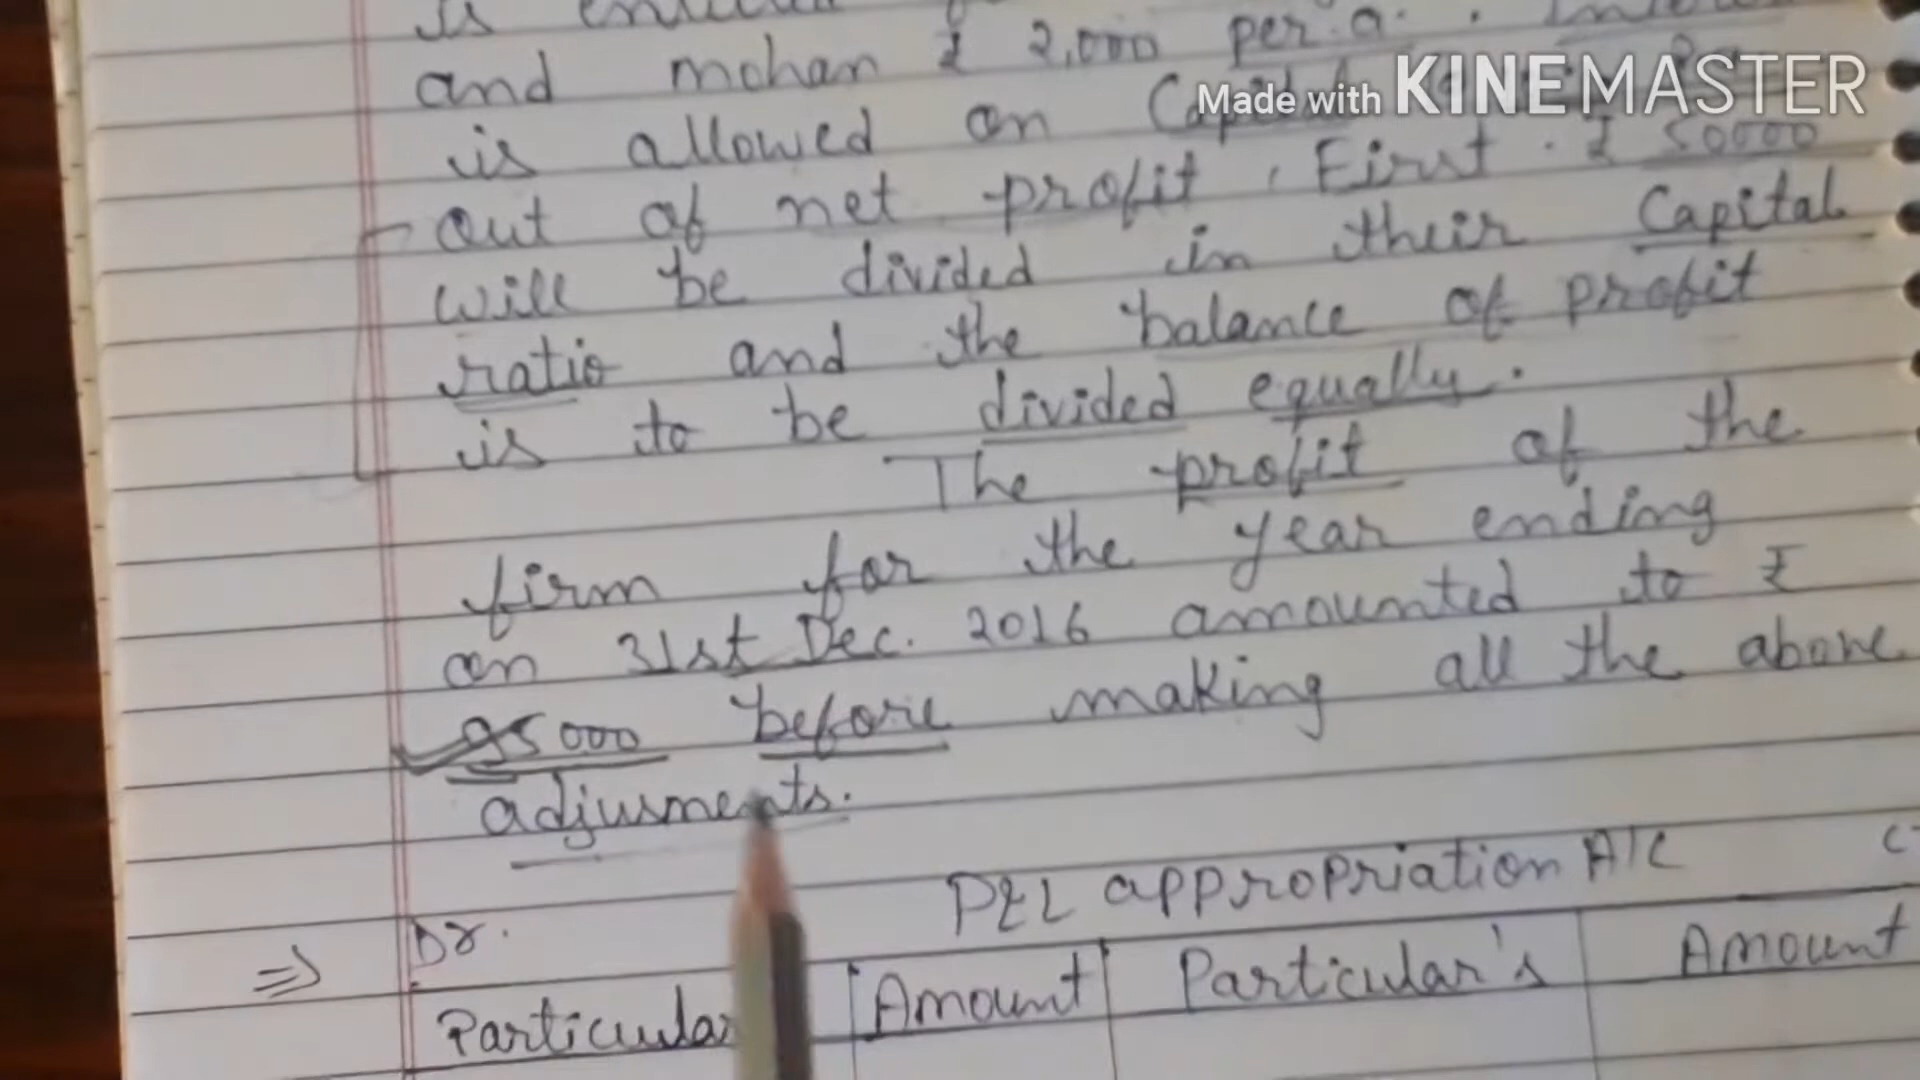 is
and mohan ₹ 2,000 per.a.
Made with KINEMASTER
is allowed on
out of net profit, First . ₹ 50000
will be divided in their Capital
ratio and the balance of profit
is to be divided equally.
The profit of the
firm for the year ending
on 31st Dec. 2016 amounted to ₹
95000 before making all the above
adjusments.
P&L appropriation A/C
Dr.
⇒
Particular Amount Particular's Amount